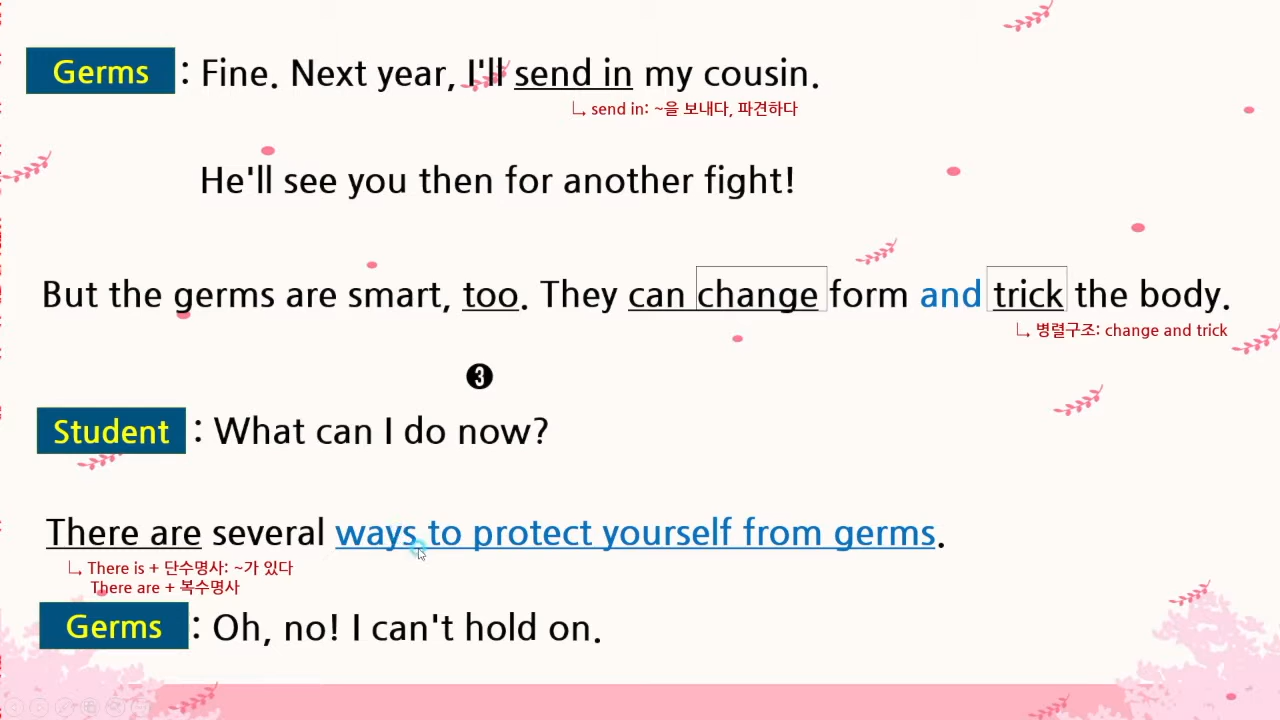 Germs : Fine. Next year, I'll send in my cousin.
send in: ~을 보내다, 파견하다
He'll see you then for another fight!
But the germs are smart, too. They can change form and trick the body.
병렬구조: change and trick
❸
Student : What can I do now?
There are several ways to protect yourself from germs.
There is + 단수명사: ~가 있다
There are + 복수명사
Germs : Oh, no! I can't hold on.